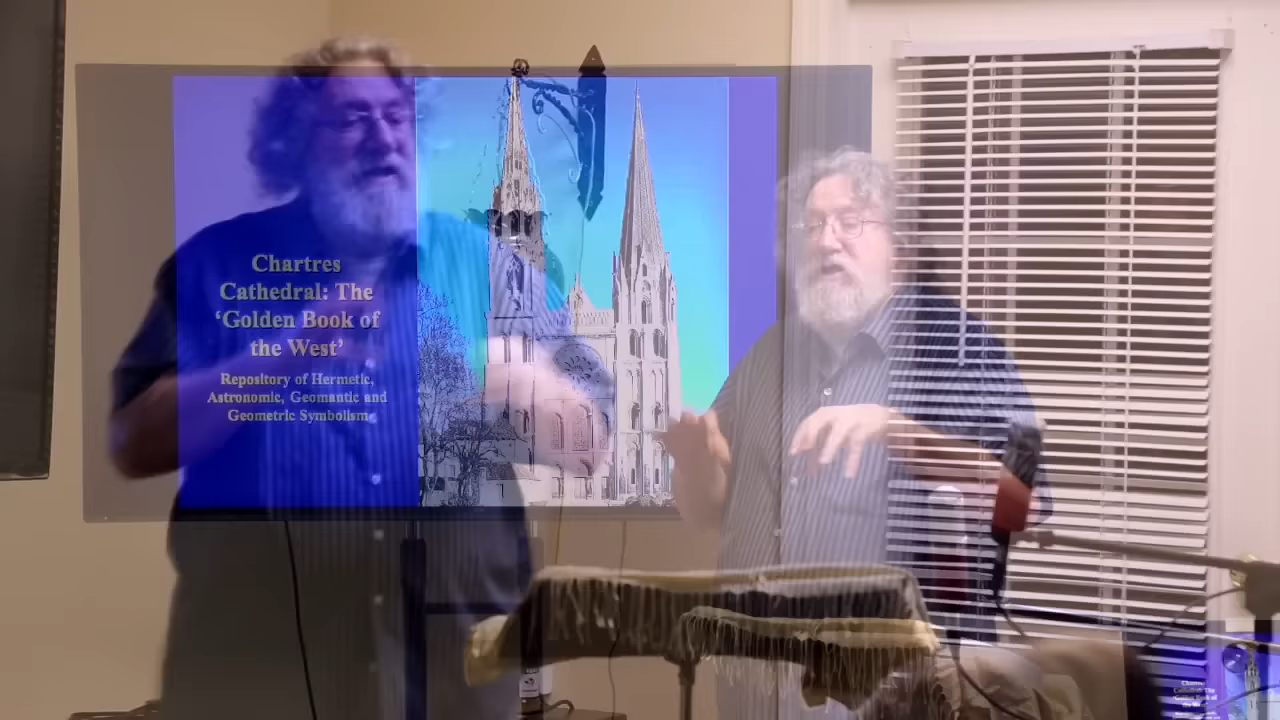 Chartres
Cathedral: The
‘Golden Book of
the West’
Repository of Hermetic,
Astronomic, Geomantic and
Geometric Symbolism